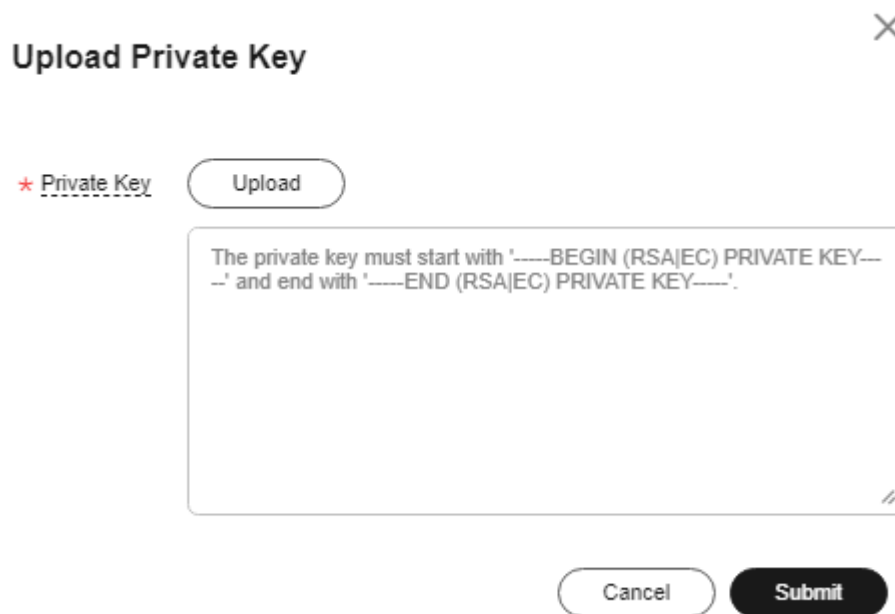 Upload Private Key
* Private Key
Upload
The private key must start with '-----BEGIN (RSA|EC) PRIVATE KEY---
--' and end with '-----END (RSA|EC) PRIVATE KEY-----'.
Cancel
Submit